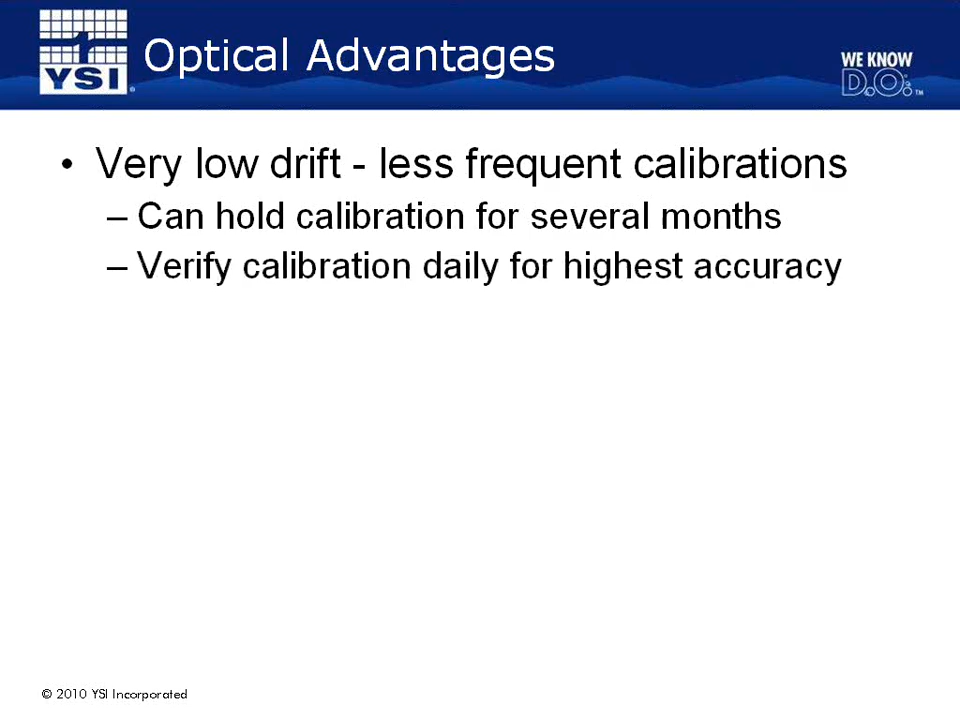 YSI
Optical Advantages
WE KNOW
D.O.™
• Very low drift - less frequent calibrations
– Can hold calibration for several months
– Verify calibration daily for highest accuracy
© 2010 YSI Incorporated